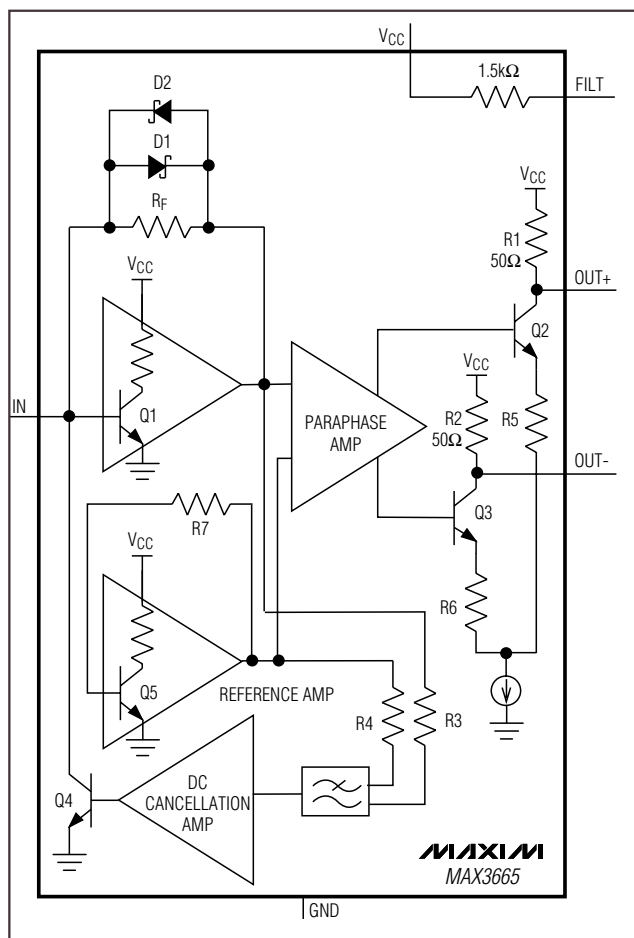 VCC
1.5kΩ
FILT
D2
D1
RF
VCC
R1
50Ω
OUT+
VCC
Q2
IN
Q1
PARAPHASE
AMP
VCC
R2
50Ω
R5
OUT-
R7
Q3
VCC
R6
Q5
REFERENCE AMP
R4
R3
Q4
DC
CANCELLATION
AMP
MAXIM
MAX3665
GND